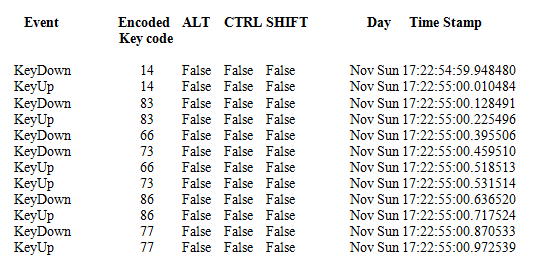 Event Encoded ALT CTRL SHIFT Day Time Stamp
Key code
KeyDown 14 False False False Nov Sun 17:22:54:59.948480
KeyUp 14 False False False Nov Sun 17:22:55:00.010484
KeyDown 83 False False False Nov Sun 17:22:55:00.128491
KeyUp 83 False False False Nov Sun 17:22:55:00.225496
KeyDown 66 False False False Nov Sun 17:22:55:00.395506
KeyDown 73 False False False Nov Sun 17:22:55:00.459510
KeyUp 66 False False False Nov Sun 17:22:55:00.518513
KeyUp 73 False False False Nov Sun 17:22:55:00.531514
KeyDown 86 False False False Nov Sun 17:22:55:00.636520
KeyUp 86 False False False Nov Sun 17:22:55:00.717524
KeyDown 77 False False False Nov Sun 17:22:55:00.870533
KeyUp 77 False False False Nov Sun 17:22:55:00.972539